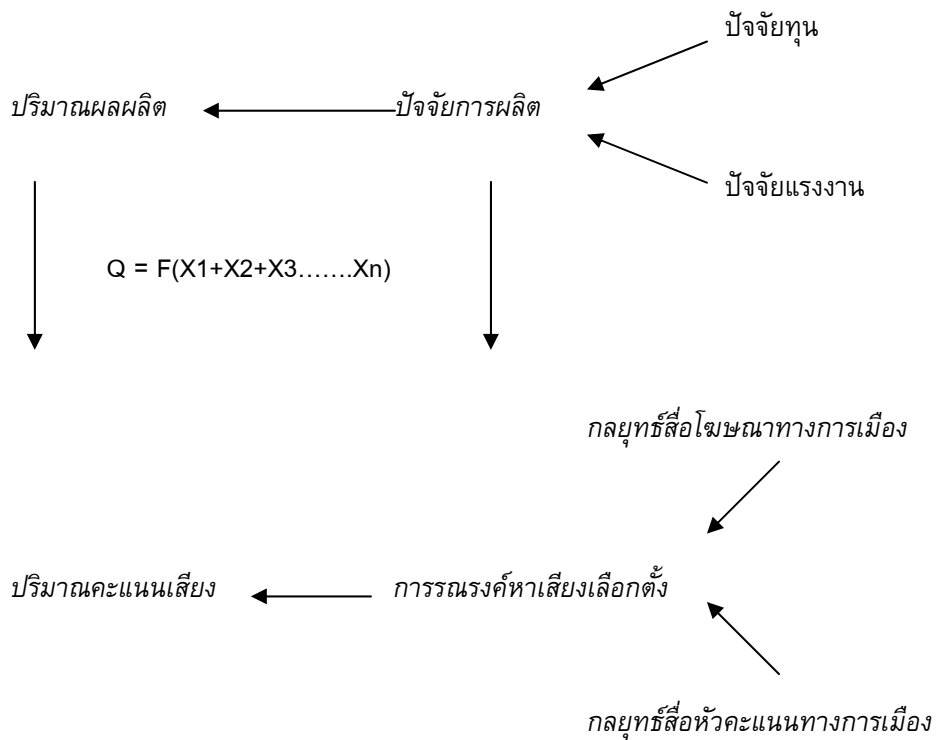 ปัจจัยทุน
ปริมาณผลผลิต ปัจจัยการผลิต
ปัจจัยแรงงาน
Q = F(X1+X2+X3…….Xn)
กลยุทธ์สื่อโฆษณาทางการเมือง
ปริมาณคะแนนเสียง การรณรงค์หาเสียงเลือกตั้ง
กลยุทธ์สื่อหัวคะแนนทางการเมือง